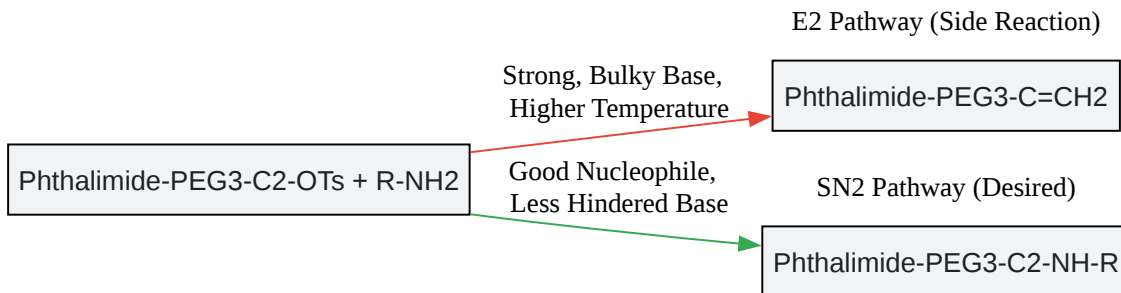 E2 Pathway (Side Reaction)
Strong, Bulky Base,
Higher Temperature
Phthalimide-PEG3-C=CH2
Phthalimide-PEG3-C2-OTs + R-NH2
Good Nucleophile,
Less Hindered Base
SN2 Pathway (Desired)
Phthalimide-PEG3-C2-NH-R